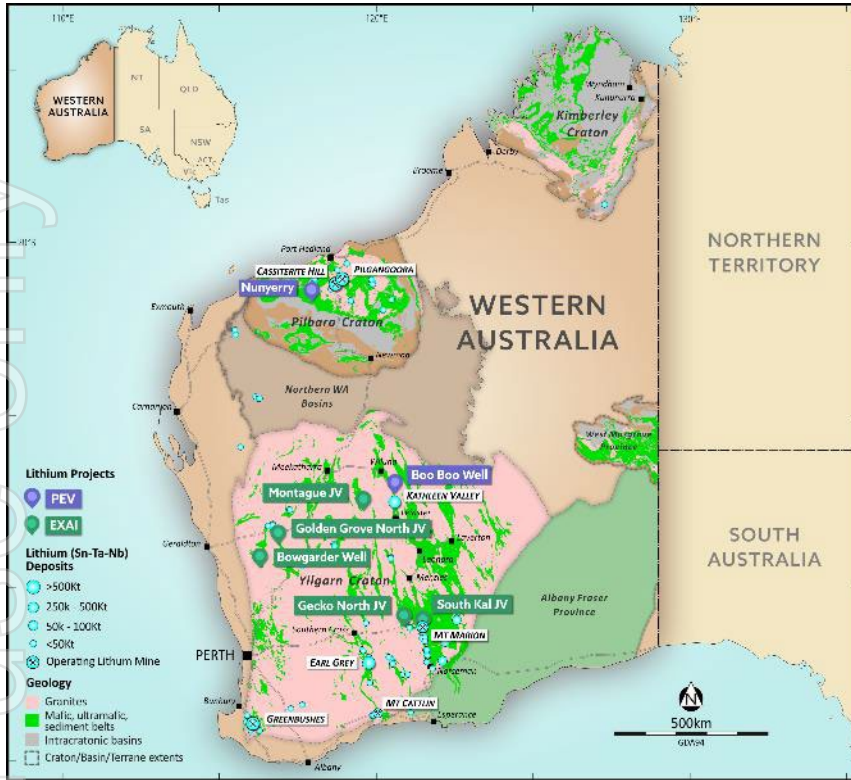 110°E
120°E
130°E
WESTERN
AUSTRALIA
NT
QLD
SA
NSW
ACT
Vic
Tas
Wyndham
Kununurra
Kimberley
Craton
Derby
Broome
20°S
Port Hedland
CASSITERITE HILL
PILGANGOORA
Nunyerry
NORTHERN
TERRITORY
WESTERN
AUSTRALIA
Exmouth
Pilbara Craton
Newman
Northern WA
Basins
Carnarvon
West Musgrave
Province
Meekatharra
Wiluna
Boo Boo Well
Montague JV
KATHLEEN VALLEY
Leinster
Golden Grove North JV
Laverton
Geraldton
Leonora
Bowgarder Well
Menzies
Yilgarn Craton
SOUTH
AUSTRALIA
Albany Fraser
Province
Gecko North JV
South Kal JV
Southern Cross
MT MARION
PERTH
EARL GREY
Norseman
Bunbury
MT CATTLIN
GREENBUSHES
Esperance
Albany
Lithium Projects
PEV
EXAI
Lithium (Sn-Ta-Nb)
Deposits
>500Kt
250k - 500Kt
50k - 100Kt
<50Kt
Operating Lithum Mine
Geology
Granites
Malic, ultramalic,
sediment belts
Intracratonic basins
Craton/Basin/Terrane extents
N
500km
GDA94